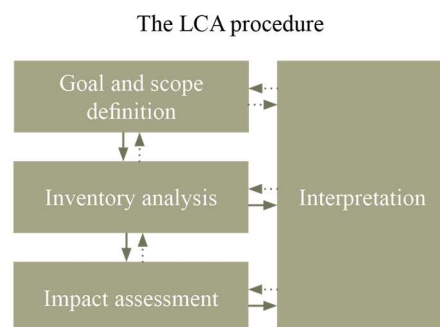 The LCA procedure
Goal and scope
definition
Inventory analysis
Interpretation
Impact assessment